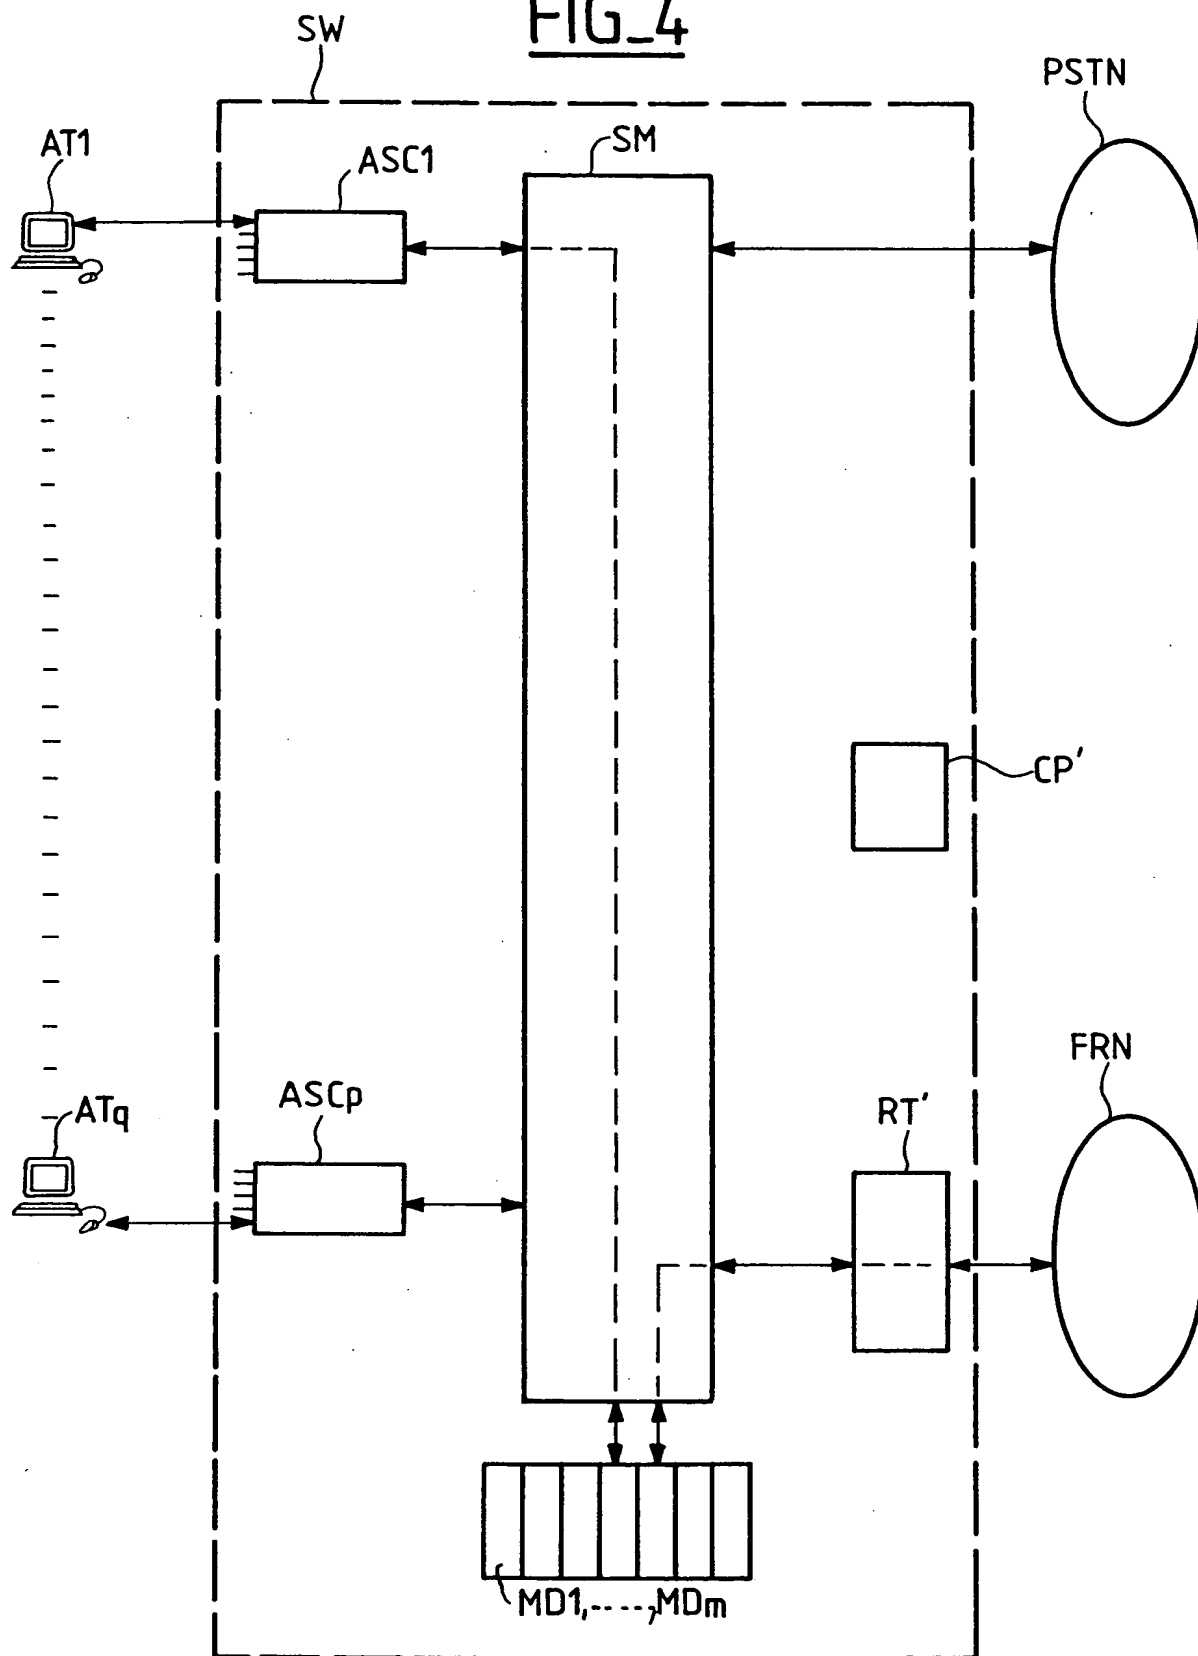 FIG_4
SW
PSTN
AT1
ASC1
SM
CP'
FRN
ATq
ASCp
RT'
MD1,-----,MDm